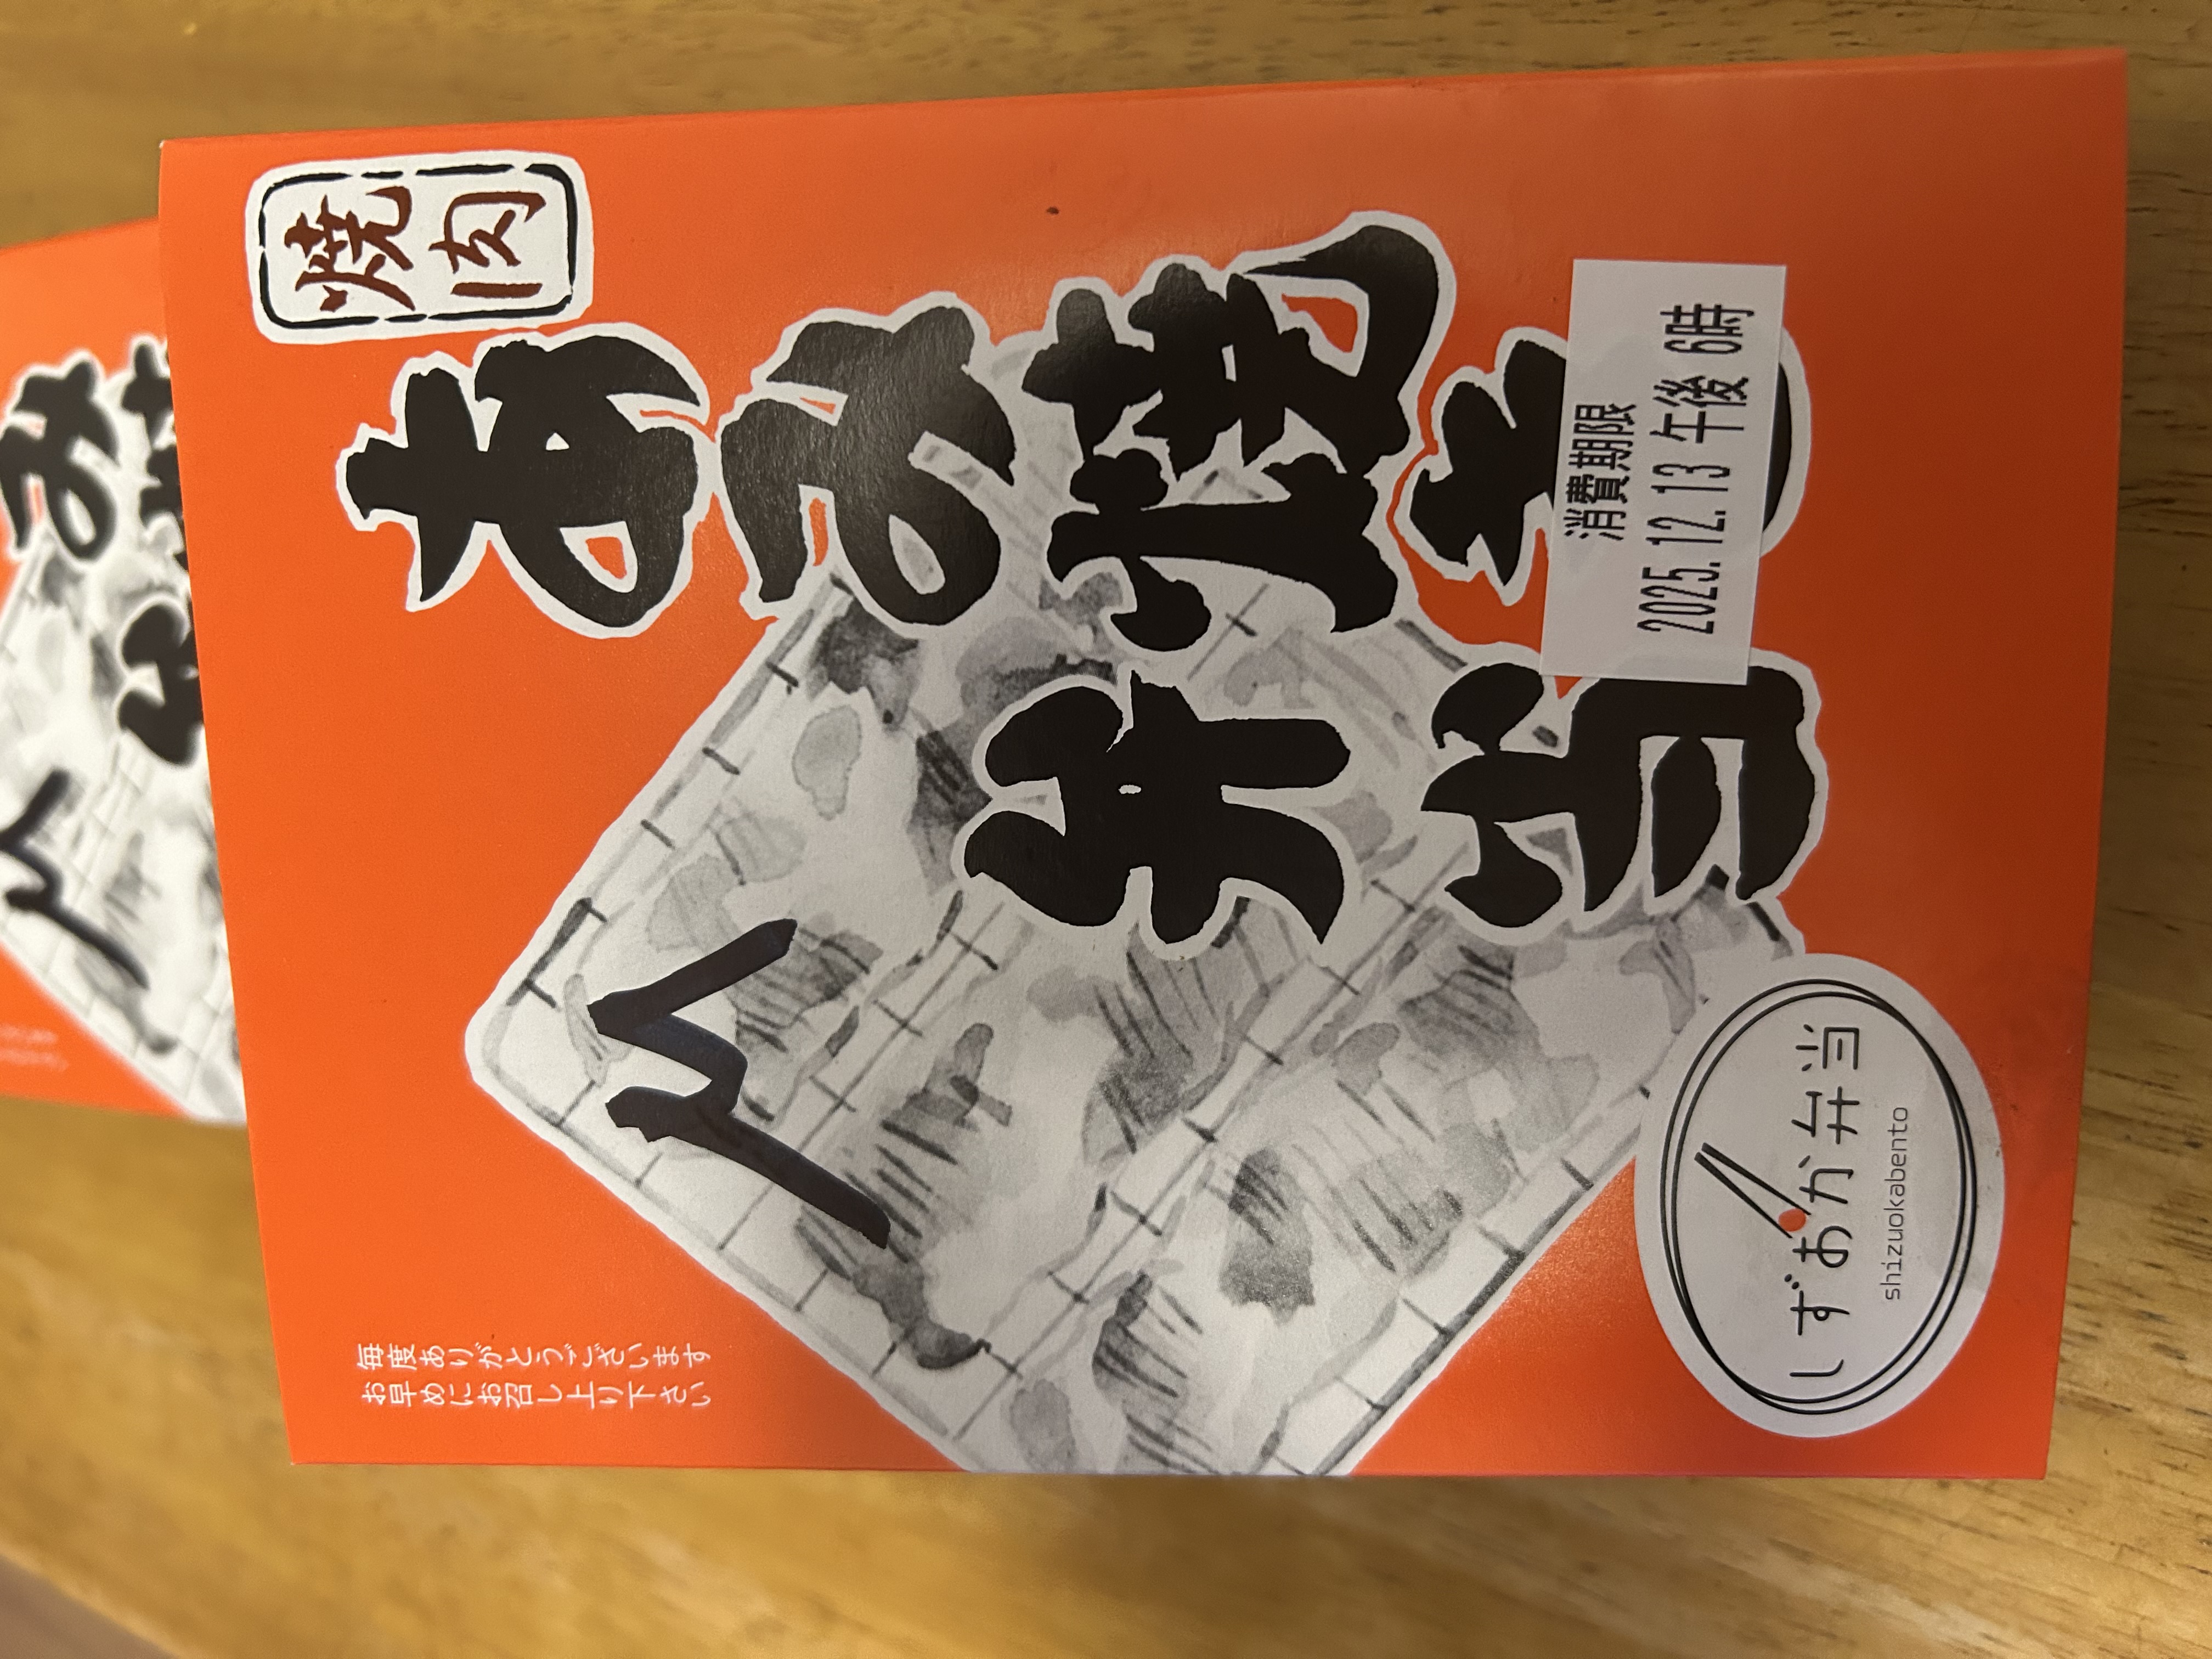 焼肉
あみ焼き
弁当
消費期限
2025.12.13 午後 6時
しずおか弁当
shizuokabento
毎度ありがとうございます
お早めにお召し上り下さい
み